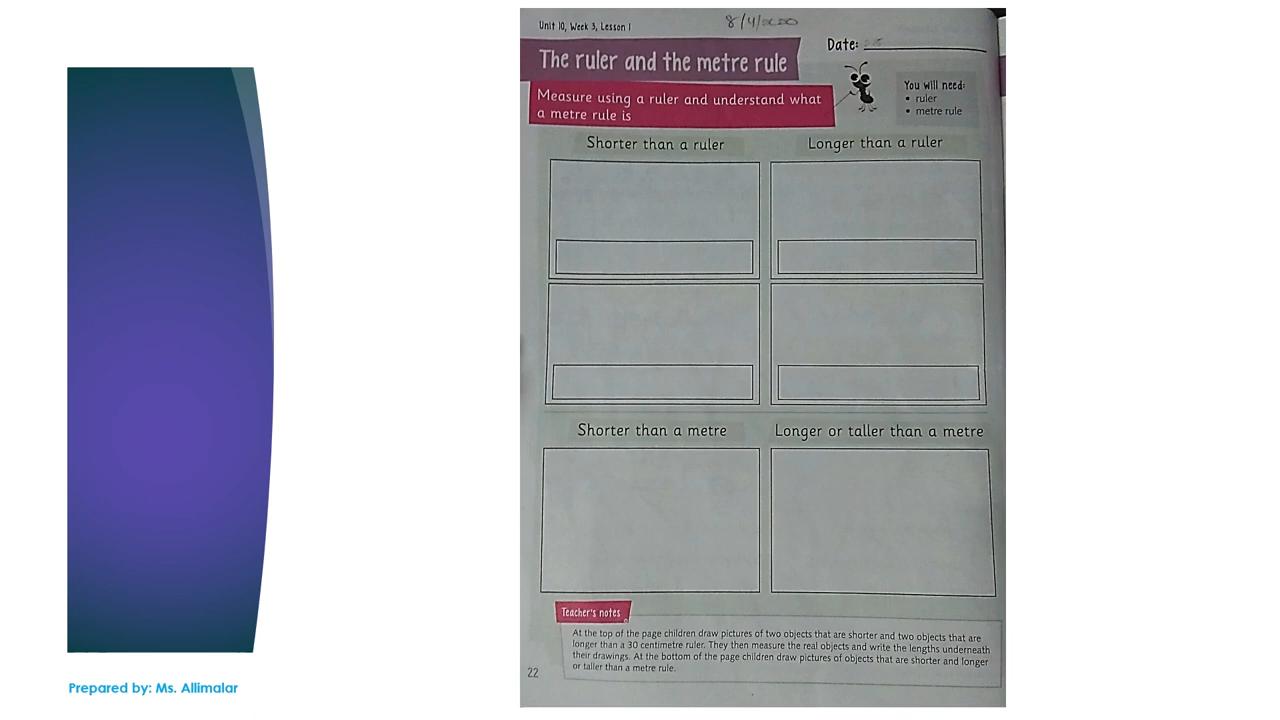 Unit 10, Week 3, Lesson 1
8/4/2020
Date:
The ruler and the metre rule
Measure using a ruler and understand what
a metre rule is
You will need:
• ruler
• metre rule
Shorter than a ruler
Longer than a ruler
Shorter than a metre
Longer or taller than a metre
Teacher's notes
At the top of the page children draw pictures of two objects that are shorter and two objects that are
longer than a 30 centimetre ruler. They then measure the real objects and write the lengths underneath
their drawings. At the bottom of the page children draw pictures of objects that are shorter and longer
or taller than a metre rule.
22
Prepared by: Ms. Allimalar